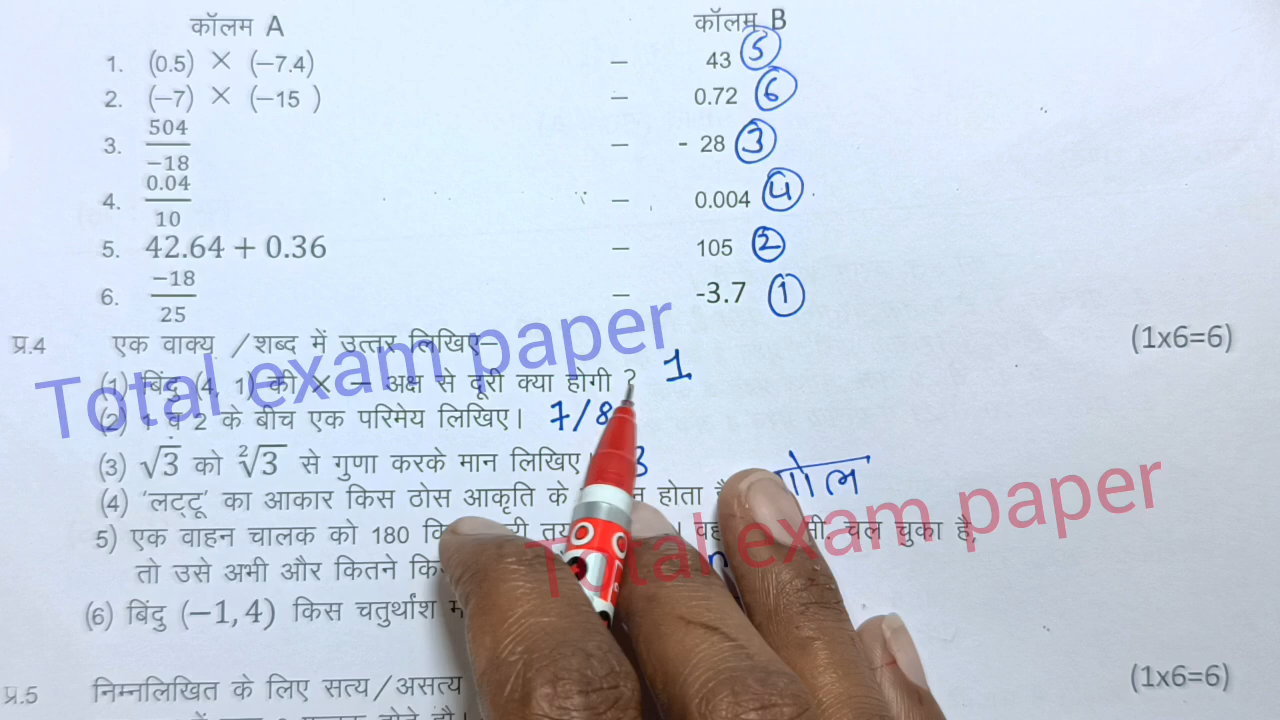 कॉलम A कॉलम B
1. (0.5) × (−7.4) − 43 5
2. (−7) × (−15 ) − 0.72 6
3. 504/−18 − - 28 3
4. 0.04/10 − 0.004 4
5. 42.64 + 0.36 − 105 2
6. −18/25 − -3.7 1
प्र.4 एक वाक्य /शब्द में उत्तर लिखिए− (1x6=6)
(1) बिंदु (4, 1) की × − अक्ष से दूरी क्या होगी ? 1
(2) 1 व 2 के बीच एक परिमेय लिखिए। 7/8
(3) √3 को ²√3 से गुणा करके मान लिखिए। 3
(4) 'लट्टू' का आकार किस ठोस आकृति के होता
5) एक वाहन चालक को 180 वह चल चुका है,
तो उसे अभी और कितने
(6) बिंदु (−1, 4) किस चतुर्थांश
प्र.5 निम्नलिखित के लिए सत्य/असत्य (1x6=6)
Total exam paper
Total exam paper